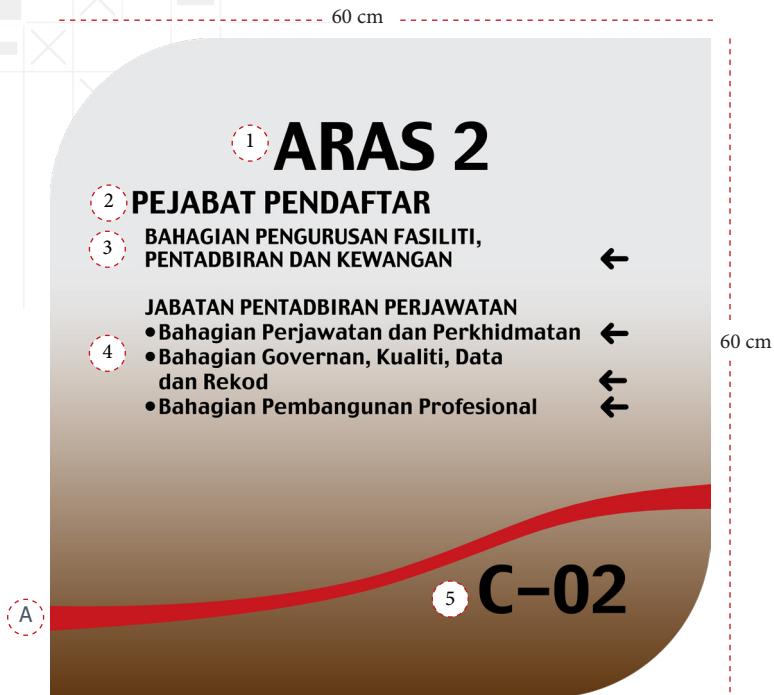 60 cm
1 ARAS 2
2 PEJABAT PENDAFTAR
3 BAHAGIAN PENGURUSAN FASILITI,
PENTADBIRAN DAN KEWANGAN ←
JABATAN PENTADBIRAN PERJAWATAN
•Bahagian Perjawatan dan Perkhidmatan ←
60 cm
4 •Bahagian Governan, Kualiti, Data
dan Rekod ←
•Bahagian Pembangunan Profesional ←
5 C-02
A